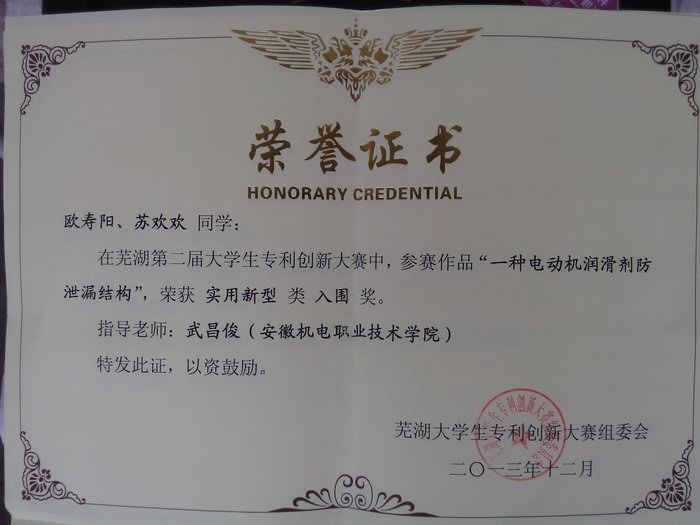 荣誉证书
HONORARY CREDENTIAL
欧寿阳、苏欢欢 同学：
在芜湖第二届大学生专利创新大赛中，参赛作品“一种电动机润滑剂防
泄漏结构”，荣获 实用新型 类 入围 奖。
指导老师：武昌俊（安徽机电职业技术学院）
特发此证，以资鼓励。
芜湖大学生专利创新大赛组委会
二〇一三年十二月